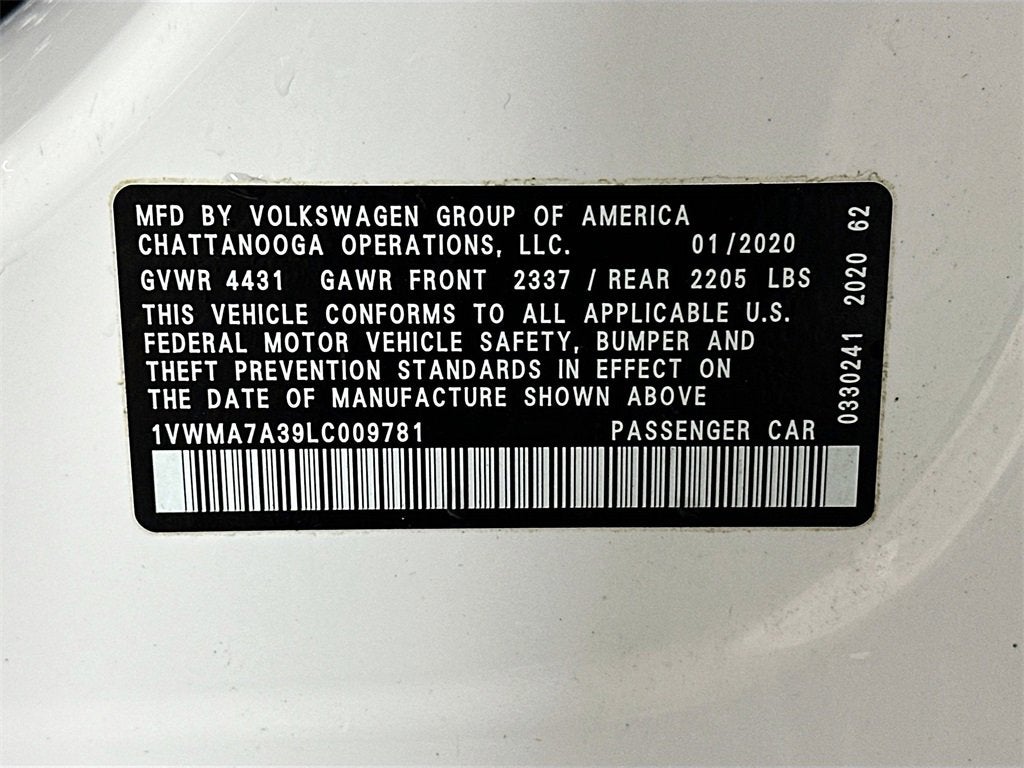 MFD BY VOLKSWAGEN GROUP OF AMERICA
CHATTANOOGA OPERATIONS, LLC. 01/2020
GVWR 4431 GAWR FRONT 2337 / REAR 2205 LBS
THIS VEHICLE CONFORMS TO ALL APPLICABLE U.S.
FEDERAL MOTOR VEHICLE SAFETY, BUMPER AND
THEFT PREVENTION STANDARDS IN EFFECT ON
THE DATE OF MANUFACTURE SHOWN ABOVE
1VWMA7A39LC009781 PASSENGER CAR
0330241 2020 62